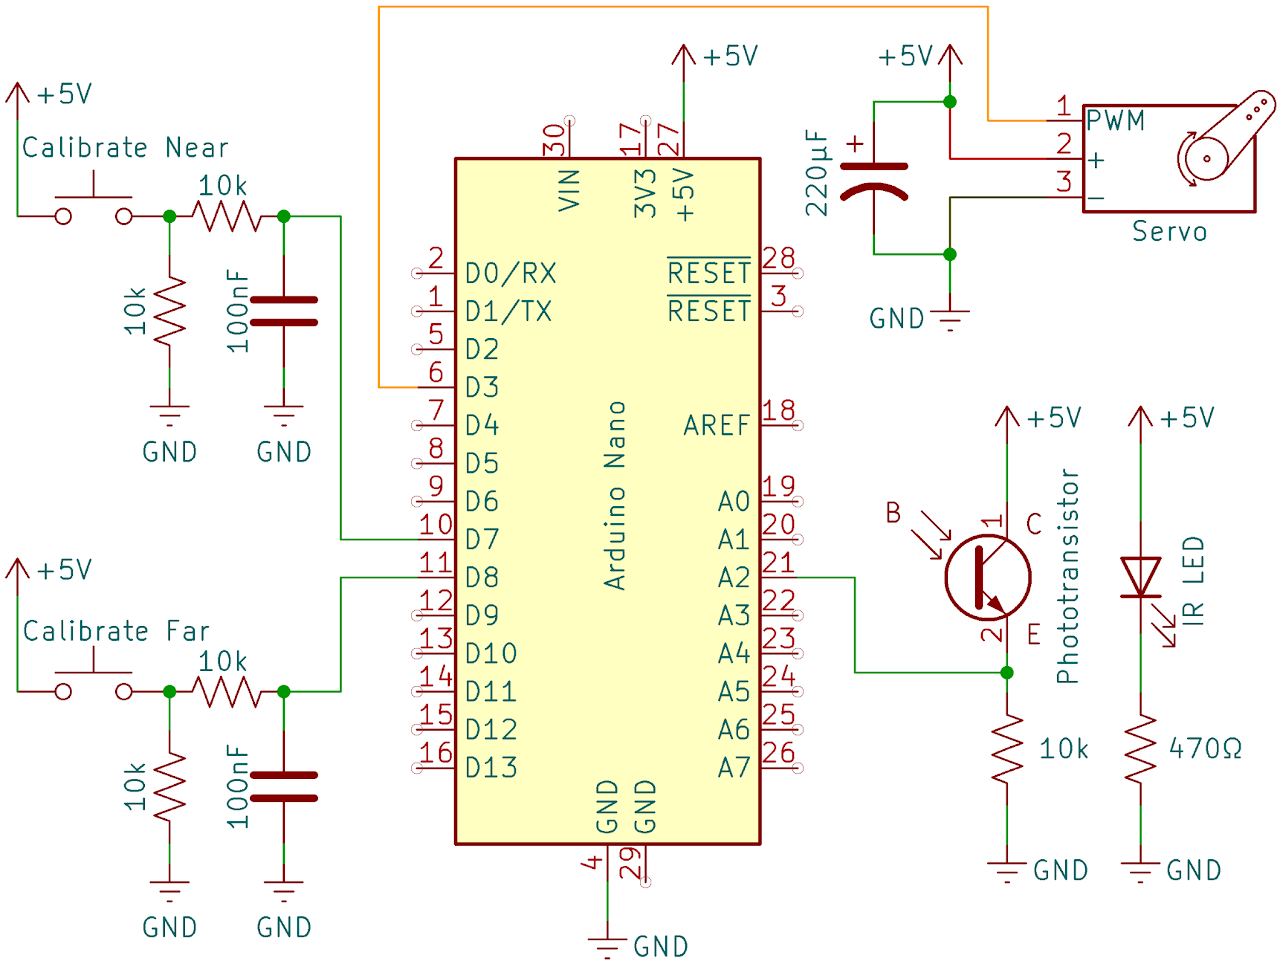 +5V
+5V
+5V
Calibrate Near
10k
10k
100nF
GND
GND
+5V
Calibrate Far
10k
10k
100nF
GND
GND
30
17
27
VIN
3V3
+5V
2 D0/RX
1 D1/TX
5 D2
6 D3
7 D4
8 D5
9 D6
10 D7
11 D8
12 D9
13 D10
14 D11
15 D12
16 D13
Arduino Nano
RESET 28
RESET 3
AREF 18
A0 19
A1 20
A2 21
A3 22
A4 23
A5 24
A6 25
A7 26
GND
GND
4
29
GND
220µF
+
1 PWM
2 +
3 −
Servo
GND
+5V
+5V
B
1
C
2
E
Phototransistor
IR LED
10k
470Ω
GND
GND